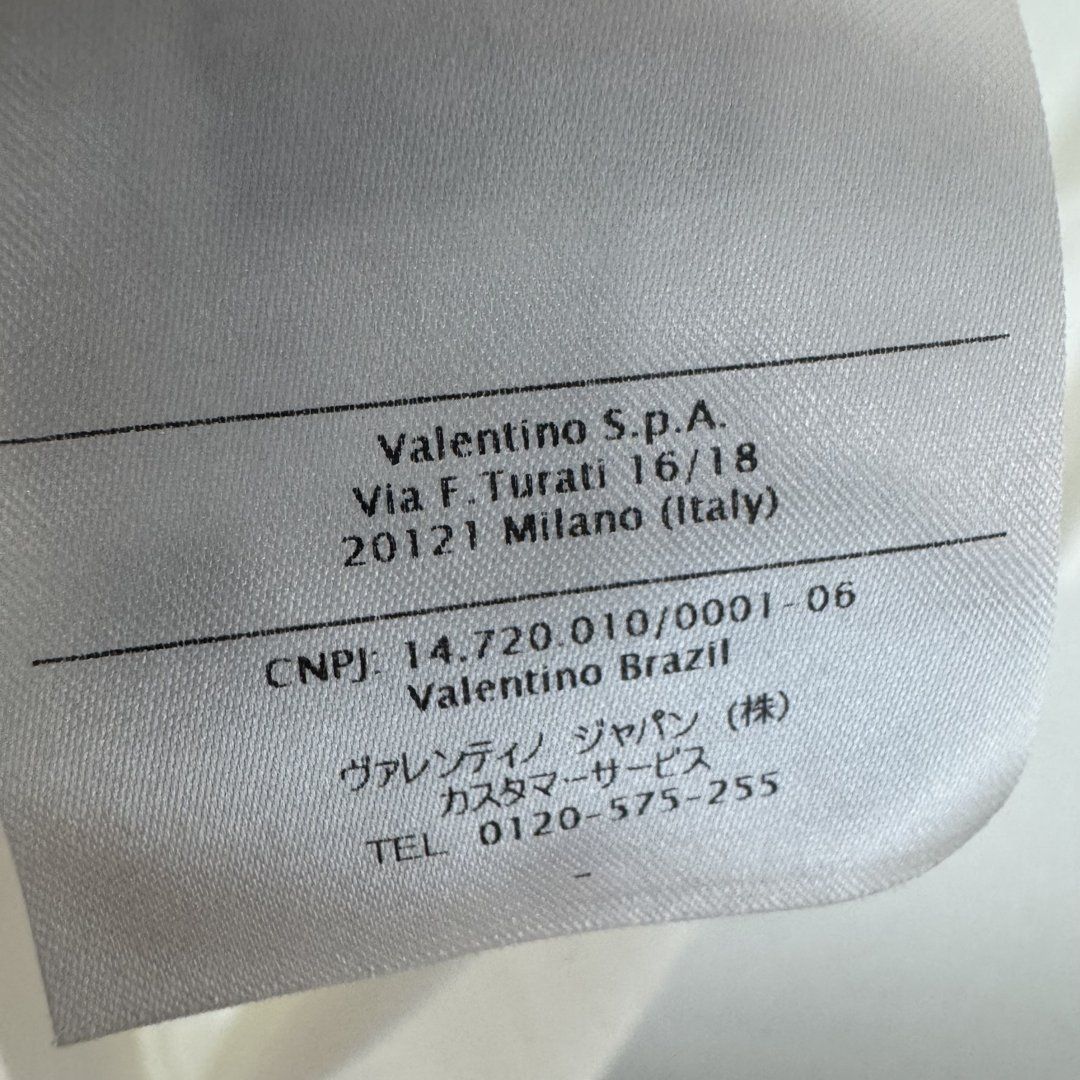 Valentino S.p.A.
Via F.Turati 16/18
20121 Milano (Italy)
CNPJ: 14.720.010/0001-06
Valentino Brazil
ヴァレンティノ ジャパン (株)
カスタマーサービス
TEL 0120-575-255
-